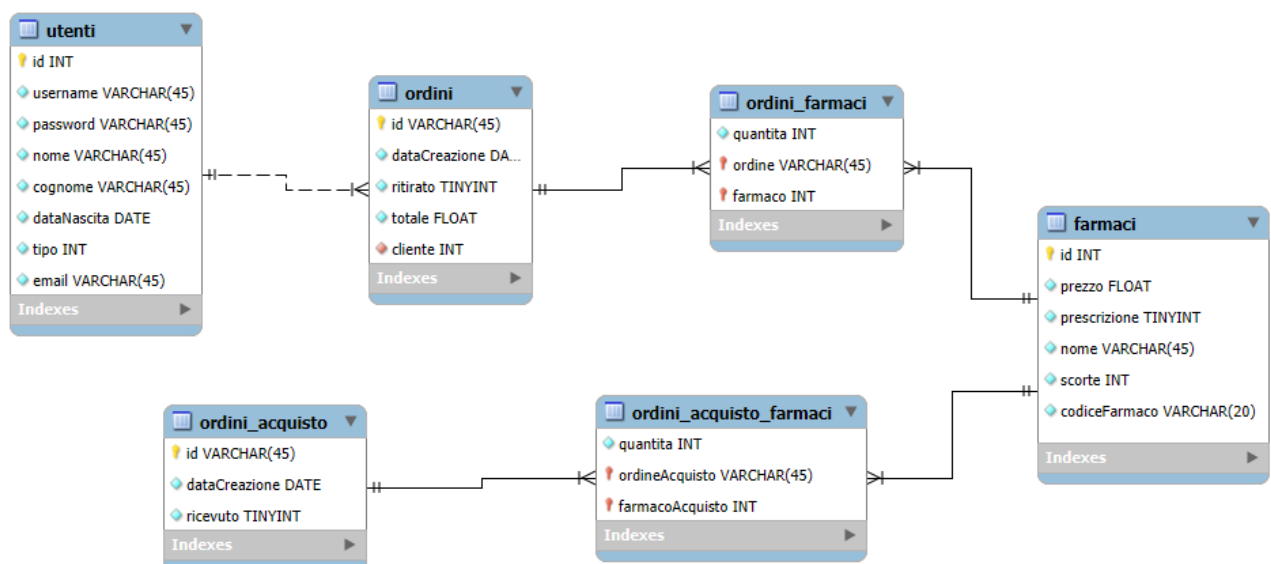 utenti
id INT
username VARCHAR(45)
password VARCHAR(45)
nome VARCHAR(45)
cognome VARCHAR(45)
dataNascita DATE
tipo INT
email VARCHAR(45)
Indexes
ordini
id VARCHAR(45)
dataCreazione DA...
ritirato TINYINT
totale FLOAT
cliente INT
Indexes
ordini_farmaci
quantita INT
ordine VARCHAR(45)
farmaco INT
Indexes
farmaci
id INT
prezzo FLOAT
prescrizione TINYINT
nome VARCHAR(45)
scorte INT
codiceFarmaco VARCHAR(20)
Indexes
ordini_acquisto
id VARCHAR(45)
dataCreazione DATE
ricevuto TINYINT
Indexes
ordini_acquisto_farmaci
quantita INT
ordineAcquisto VARCHAR(45)
farmacoAcquisto INT
Indexes